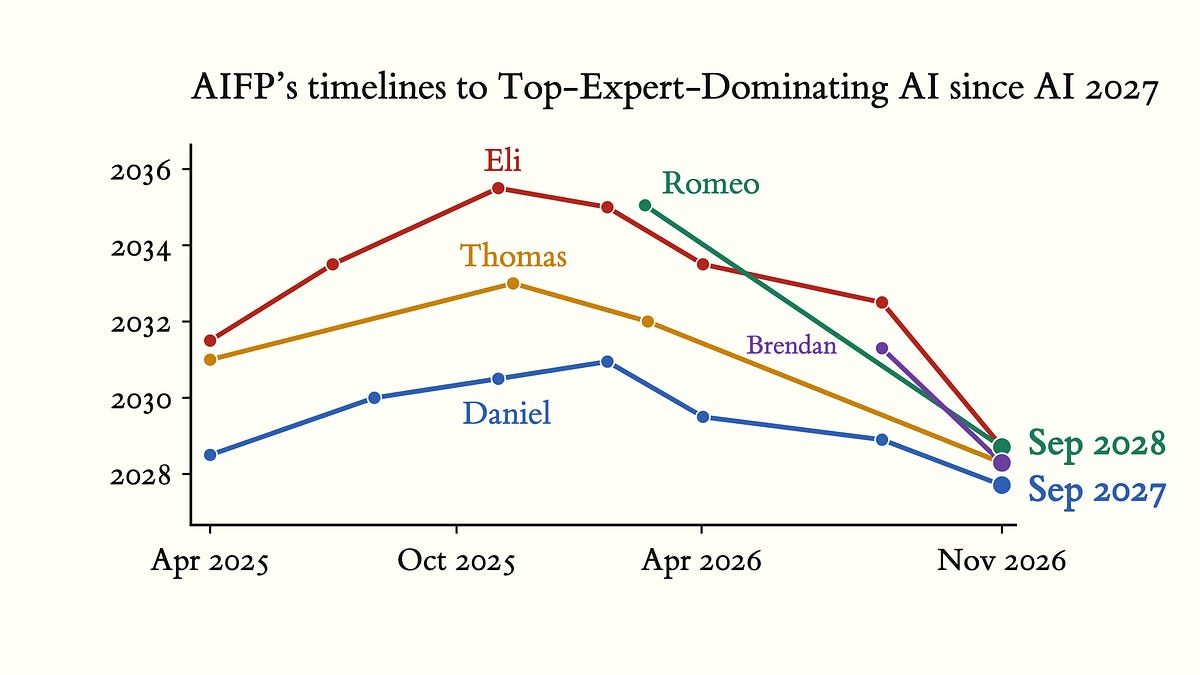 AIFP's timelines to Top-Expert-Dominating AI since AI 2027
2036
2034
2032
2030
2028
Eli
Romeo
Thomas
Brendan
Daniel
Sep 2028
Sep 2027
Apr 2025
Oct 2025
Apr 2026
Nov 2026